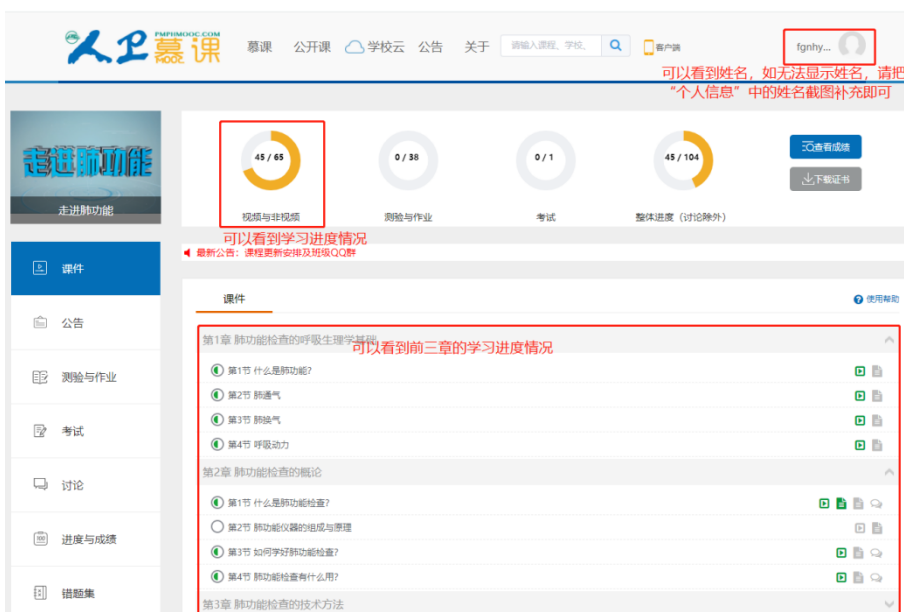 PMPHMOOC.COM
人卫慕课
MOOC
慕课 公开课 学校云 公告 关于 请输入课程、学校、 客户端 fgnhy...
可以看到姓名，如无法显示姓名，请把
“个人信息”中的姓名截图补充即可
走进肺功能
走进肺功能
45 / 65 0 / 38 0 / 1 45 / 104
查看成绩
下载证书
视频与非视频 测验与作业 考试 整体进度（讨论除外）
可以看到学习进度情况
最新公告：课程更新安排及班级QQ群
课件
公告
测验与作业
考试
讨论
进度与成绩
错题集
课件 使用帮助
第1章 肺功能检查的呼吸生理学基础
可以看到前三章的学习进度情况
第1节 什么是肺功能?
第2节 肺通气
第3节 肺换气
第4节 呼吸动力
第2章 肺功能检查的概论
第1节 什么是肺功能检查?
第2节 肺功能仪器的组成与原理
第3节 如何学好肺功能检查?
第4节 肺功能检查有什么用?
第3章 肺功能检查的技术方法